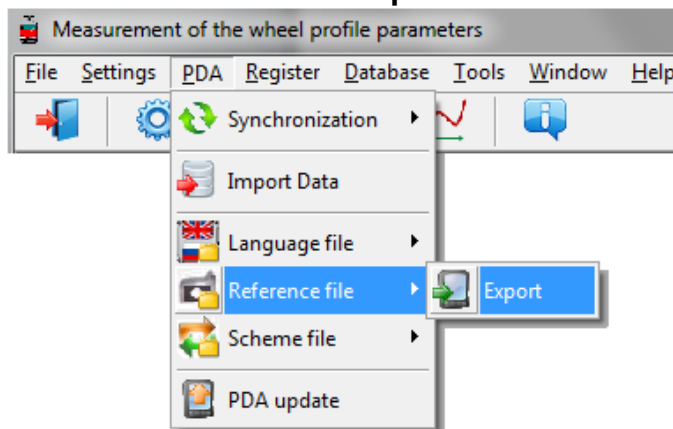 Measurement of the wheel profile parameters
File Settings PDA Register Database Tools Window Help
Synchronization
Import Data
Language file
Reference file
Export
Scheme file
PDA update